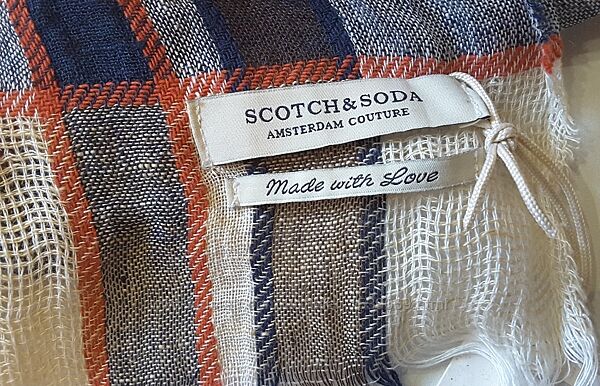 SCOTCH & SODA
AMSTERDAM COUTURE
Made with Love